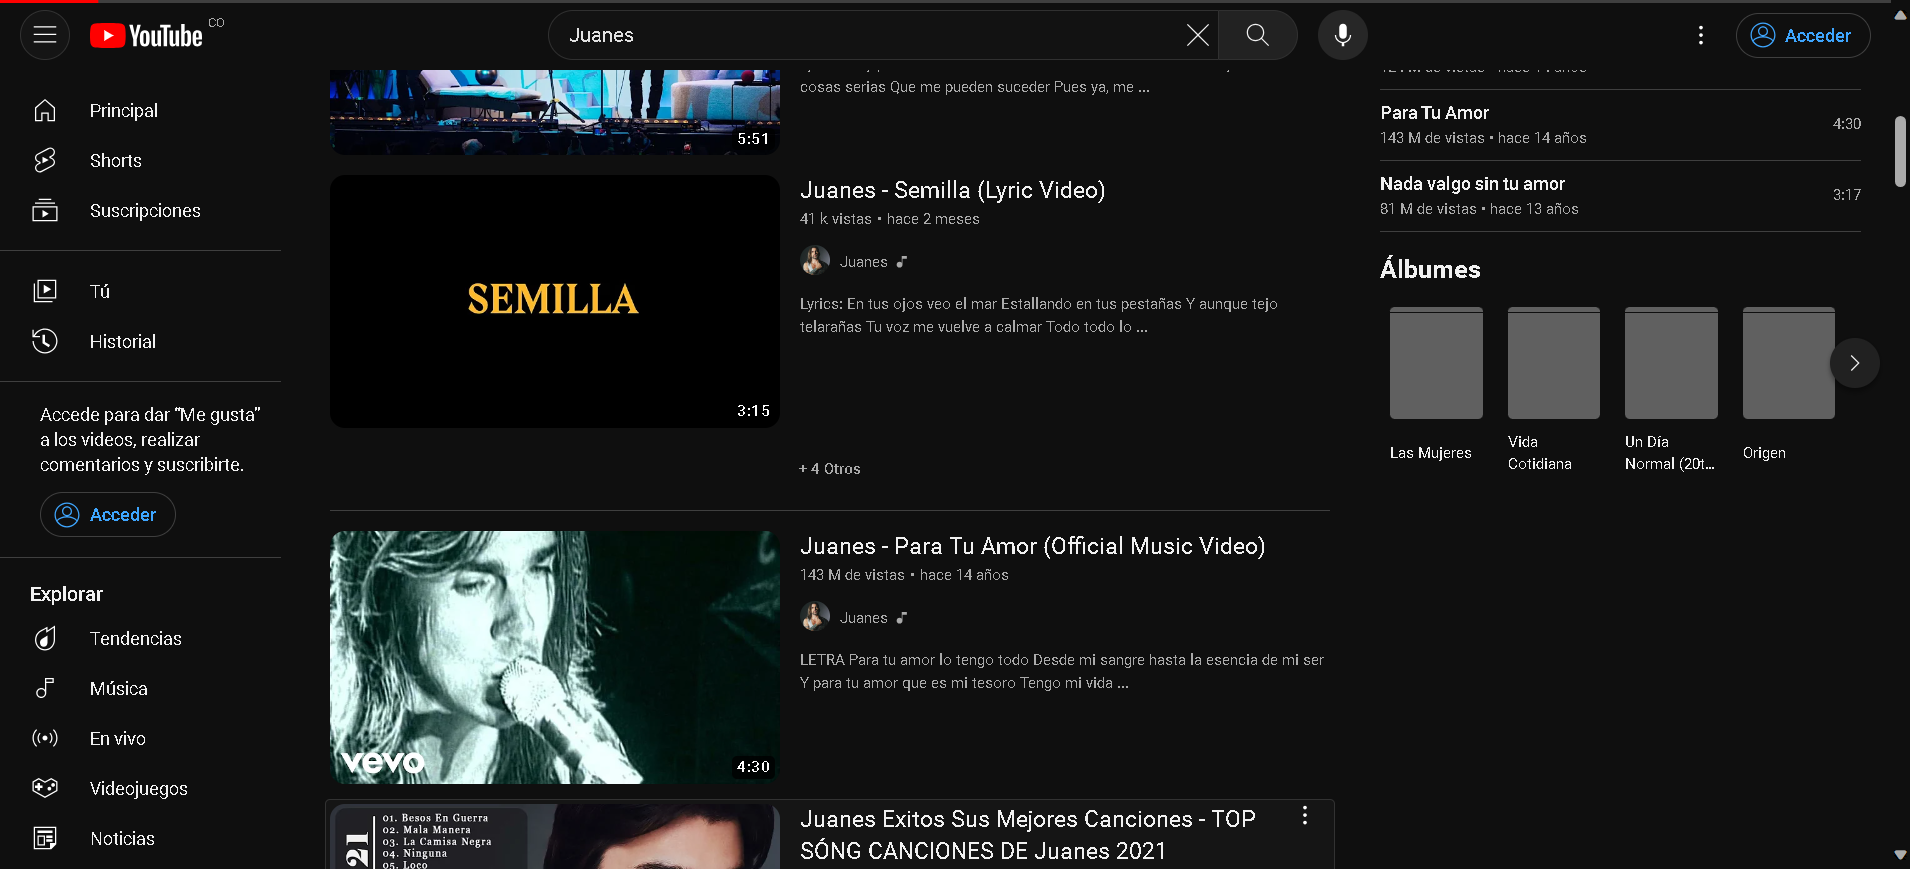 YouTube CO
Juanes
Acceder
Principal
Shorts
Suscripciones
Tú
Historial
Accede para dar “Me gusta”
a los videos, realizar
comentarios y suscribirte.
Acceder
Explorar
Tendencias
Música
En vivo
Videojuegos
Noticias
cosas serias Que me pueden suceder Pues ya, me ...
5:51
SEMILLA
3:15
Juanes - Semilla (Lyric Video)
41 k vistas • hace 2 meses
Juanes
Lyrics: En tus ojos veo el mar Estallando en tus pestañas Y aunque tejo
telarañas Tu voz me vuelve a calmar Todo todo lo ...
+ 4 Otros
vevo
4:30
Juanes - Para Tu Amor (Official Music Video)
143 M de vistas • hace 14 años
Juanes
LETRA Para tu amor lo tengo todo Desde mi sangre hasta la esencia de mi ser
Y para tu amor que es mi tesoro Tengo mi vida ...
21
01. Besos En Guerra
02. Mala Manera
03. La Camisa Negra
04. Ninguna
05. Loco
Juanes Exitos Sus Mejores Canciones - TOP
SÓNG CANCIONES DE Juanes 2021
Para Tu Amor
143 M de vistas • hace 14 años
4:30
Nada valgo sin tu amor
81 M de vistas • hace 13 años
3:17
Álbumes
Las Mujeres
Vida
Cotidiana
Un Día
Normal (20t...
Origen